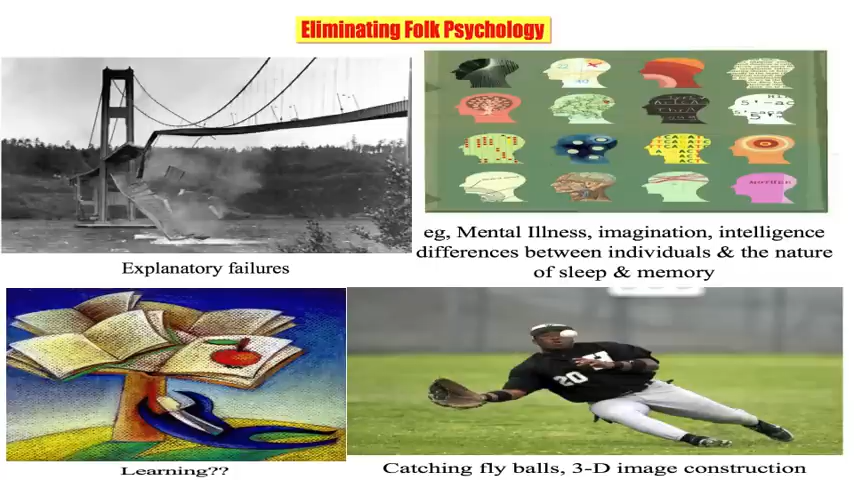 Eliminating Folk Psychology
Explanatory failures
eg, Mental Illness, imagination, intelligence
differences between individuals & the nature
of sleep & memory
20
Learning??
Catching fly balls, 3-D image construction